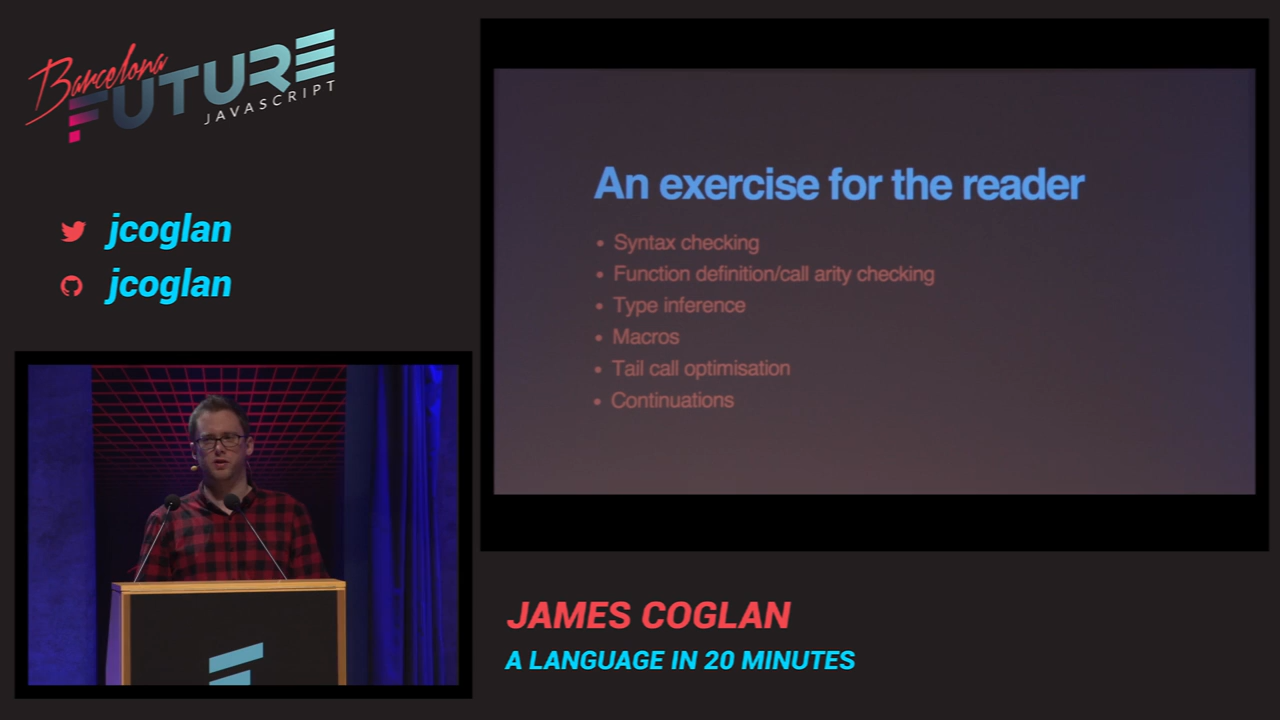 Barcelona
FUTURE
JAVASCRIPT
jcoglan
jcoglan
An exercise for the reader
• Syntax checking
• Function definition/call arity checking
• Type inference
• Macros
• Tail call optimisation
• Continuations
JAMES COGLAN
A LANGUAGE IN 20 MINUTES